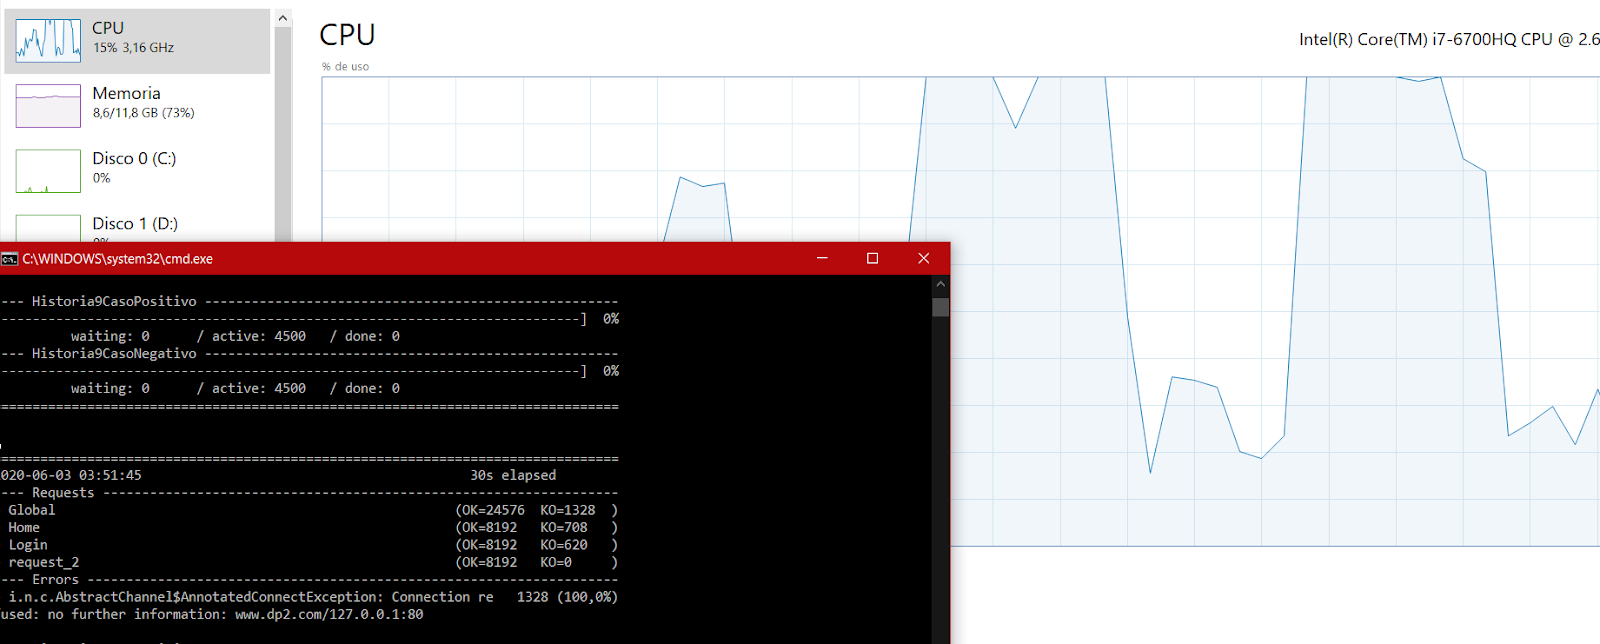 CPU
15% 3,16 GHz
Memoria
8,6/11,8 GB (73%)
Disco 0 (C:)
0%
Disco 1 (D:)
0%
CPU
Intel(R) Core(TM) i7-6700HQ CPU @ 2.6
% de uso
C:\WINDOWS\system32\cmd.exe
--- Historia9CasoPositivo -----------------------------------------------------
--------------------------------------------------------------------------] 0%
waiting: 0 / active: 4500 / done: 0
--- Historia9CasoNegativo -----------------------------------------------------
--------------------------------------------------------------------------] 0%
waiting: 0 / active: 4500 / done: 0
===============================================================================
===============================================================================
020-06-03 03:51:45 30s elapsed
--- Requests ------------------------------------------------------------------
Global (OK=24576 KO=1328 )
Home (OK=8192 KO=708 )
Login (OK=8192 KO=620 )
request_2 (OK=8192 KO=0 )
--- Errors --------------------------------------------------------------------
i.n.c.AbstractChannel$AnnotatedConnectException: Connection re 1328 (100,0%)
used: no further information: www.dp2.com/127.0.0.1:80